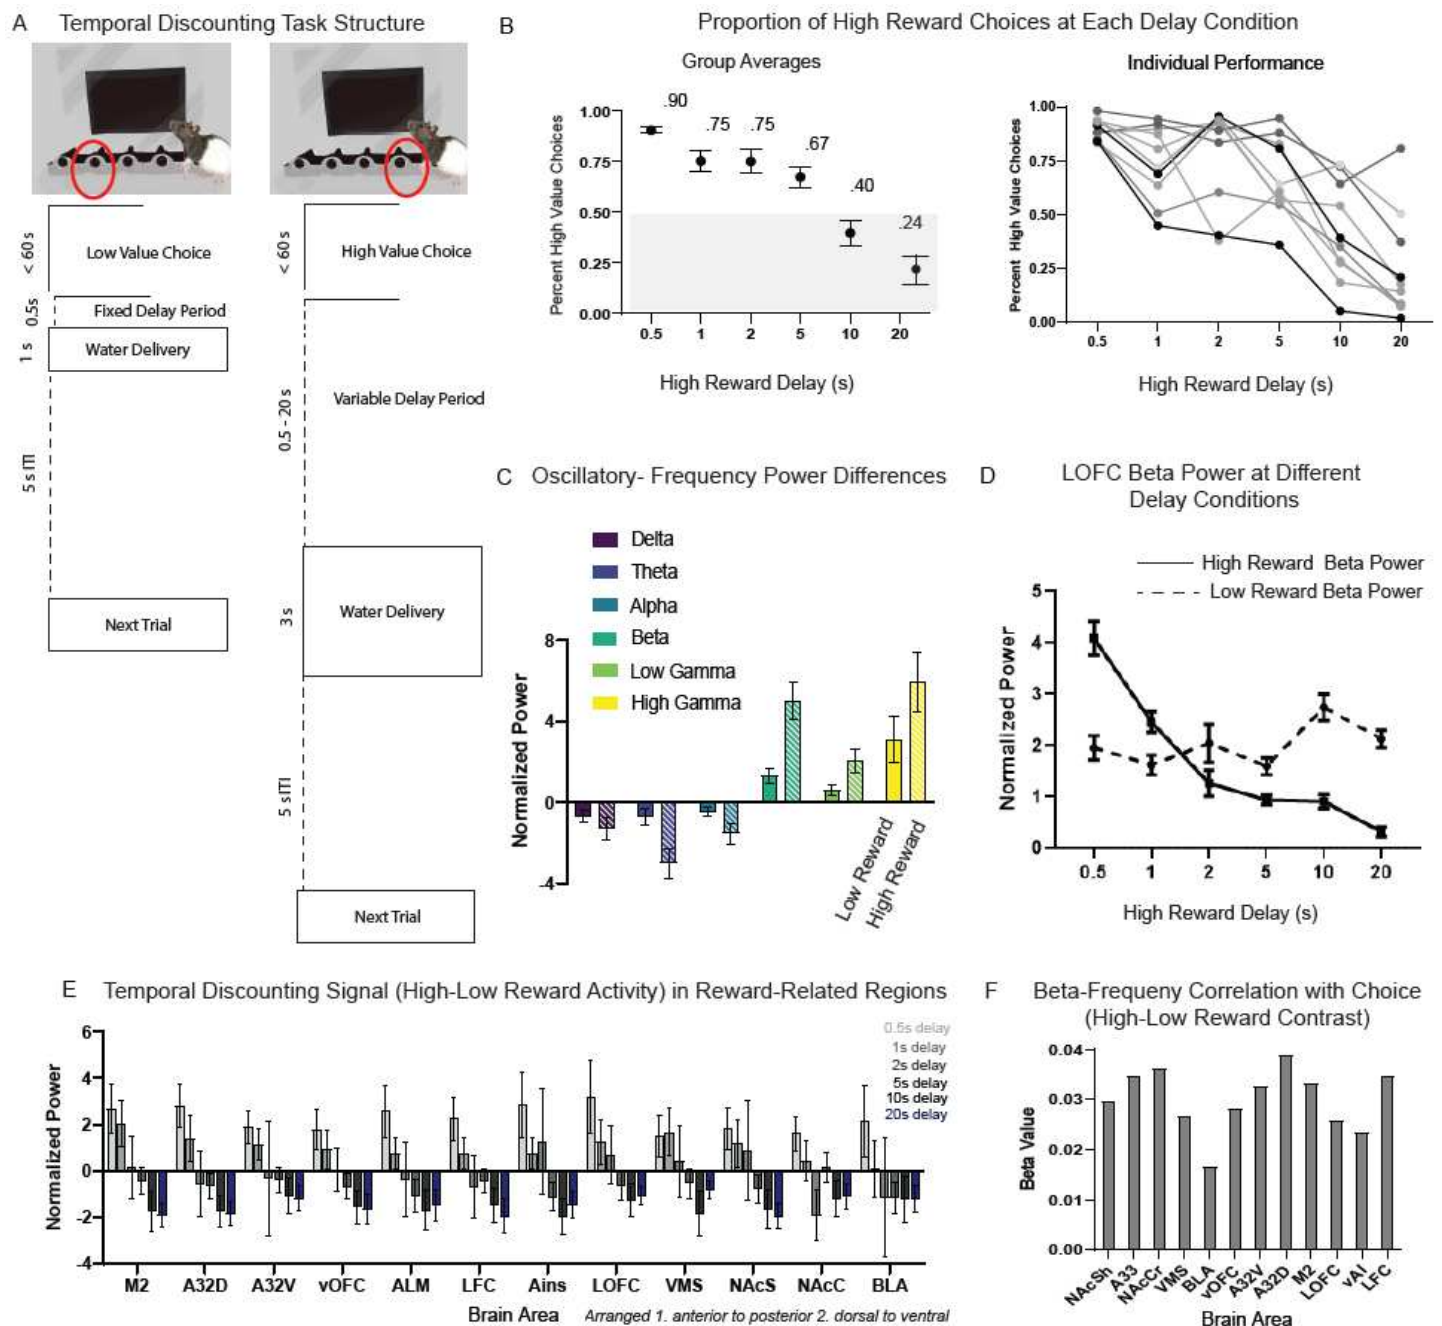 A Temporal Discounting Task Structure
< 60 s
Low Value Choice
0.5s
Fixed Delay Period
1 s
Water Delivery
5s ITI
Next Trial
< 60 s
High Value Choice
0.5 - 20 s
Variable Delay Period
3 s
Water Delivery
5 sITI
Next Trial
B Proportion of High Reward Choices at Each Delay Condition
Group Averages
Percent High Value Choices
1.00
0.75
0.50
0.25
0.00
.90
.75
.75
.67
.40
.24
0.5 1 2 5 10 20
High Reward Delay (s)
Individual Performance
Percent High Value Choices
1.00
0.75
0.50
0.25
0.00
0.5 1 2 5 10 20
High Reward Delay (s)
C Oscillatory- Frequency Power Differences
Delta
Theta
Alpha
Beta
Low Gamma
High Gamma
Normalized Power
8
4
0
-4
Low Reward
High Reward
D LOFC Beta Power at Different
Delay Conditions
High Reward Beta Power
Low Reward Beta Power
Normalized Power
5
4
3
2
1
0
0.5 1 2 5 10 20
High Reward Delay (s)
E Temporal Discounting Signal (High-Low Reward Activity) in Reward-Related Regions
0.5s delay
1s delay
2s delay
5s delay
10s delay
20s delay
Normalized Power
6
4
2
0
-2
-4
M2 A32D A32V vOFC ALM LFC Ains LOFC VMS NAcS NAcC BLA
Brain Area Arranged 1. anterior to posterior 2. dorsal to ventral
F Beta-Frequeny Correlation with Choice
(High-Low Reward Contrast)
Beta Value
0.04
0.03
0.02
0.01
0.00
NAcSh A33 NAcCr VMS BLA vOFC A32V A32D M2 LOFC vAI LFC
Brain Area